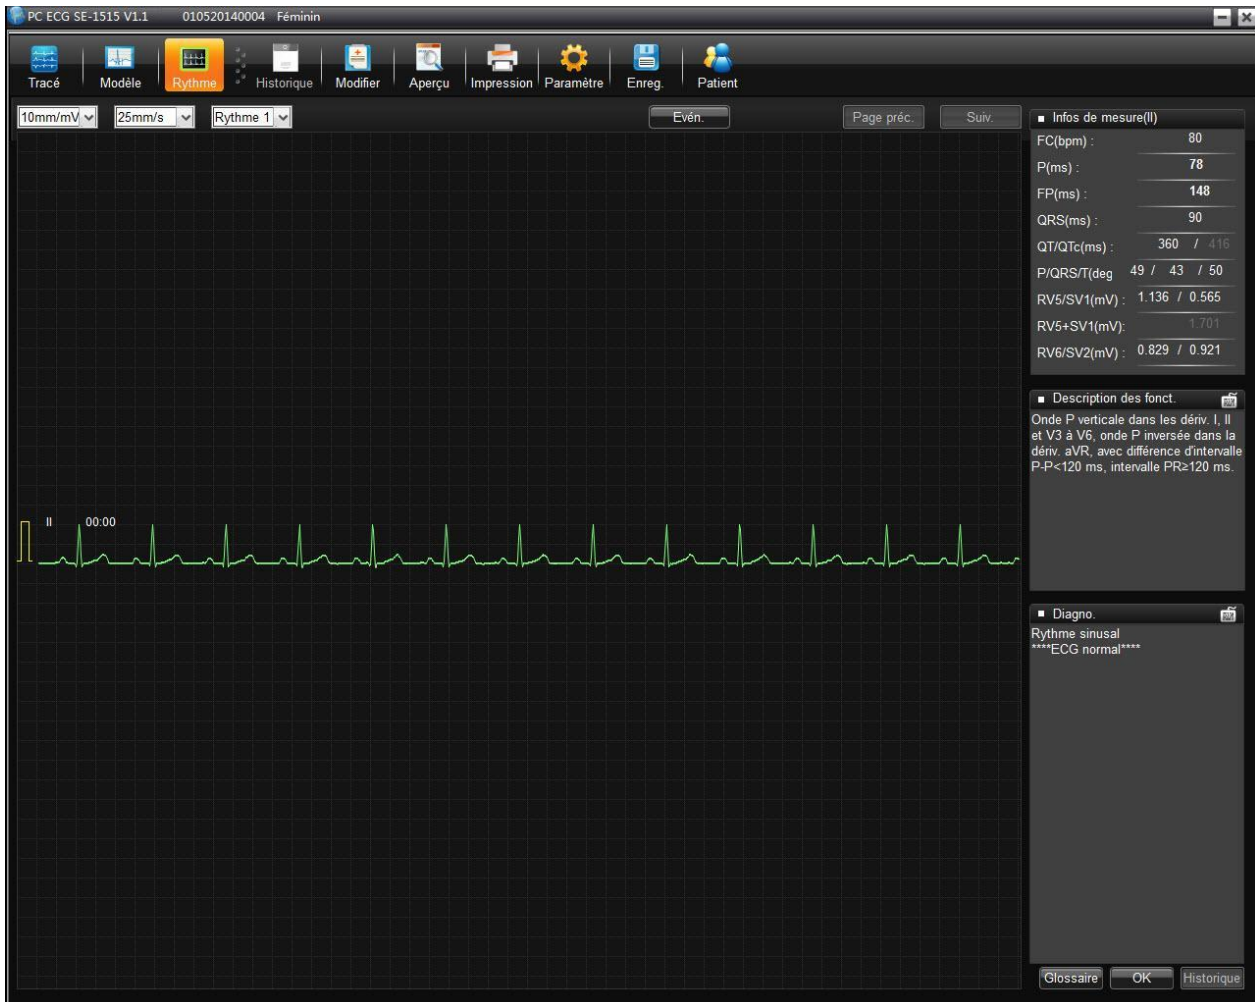 PC ECG SE-1515 V1.1 010520140004 Féminin
Tracé Modèle Rythme Historique Modifier Aperçu Impression Paramètre Enreg. Patient
10mm/mV 25mm/s Rythme 1 Evén. Page préc. Suiv.
Infos de mesure(II)
FC(bpm) : 80
P(ms) : 78
FP(ms) : 148
QRS(ms) : 90
QT/QTc(ms) : 360 / 416
P/QRS/T(deg 49 / 43 / 50
RV5/SV1(mV) : 1.136 / 0.565
RV5+SV1(mV): 1.701
RV6/SV2(mV) : 0.829 / 0.921
Description des fonct.
Onde P verticale dans les dériv. I, II
et V3 à V6, onde P inversée dans la
dériv. aVR, avec différence d'intervalle
P-P<120 ms, intervalle PR≥120 ms.
II 00:00
Diagno.
Rythme sinusal
****ECG normal****
Glossaire OK Historique